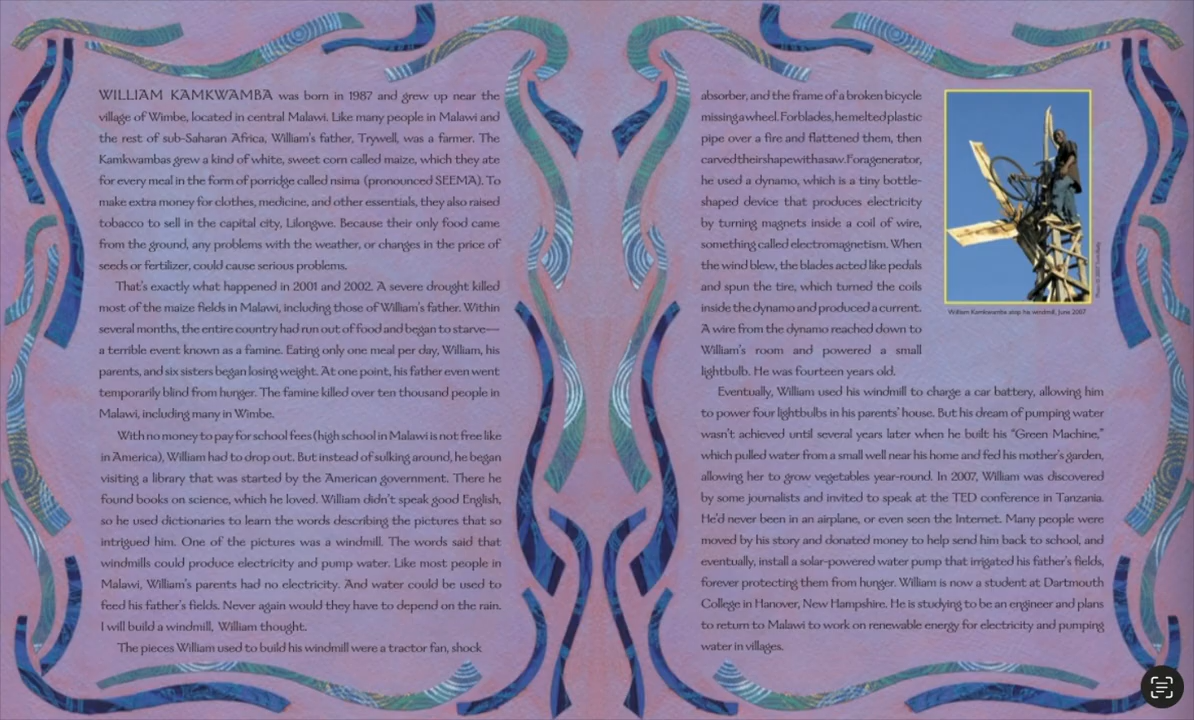 WILLIAM KAMKWAMBA was born in 1987 and grew up near the
village of Wimbe, located in central Malawi. Like many people in Malawi and
the rest of sub-Saharan Africa, William's father, Trywell, was a farmer. The
Kamkwambas grew a kind of white, sweet corn called maize, which they ate
for every meal in the form of porridge called nsima (pronounced SEEMA). To
make extra money for clothes, medicine, and other essentials, they also raised
tobacco to sell in the capital city, Lilongwe. Because their only food came
from the ground, any problems with the weather, or changes in the price of
seeds or fertilizer, could cause serious problems.
That's exactly what happened in 2001 and 2002. A severe drought killed
most of the maize fields in Malawi, including those of William's father. Within
several months, the entire country had run out of food and began to starve—
a terrible event known as a famine. Eating only one meal per day, William, his
parents, and six sisters began losing weight. At one point, his father even went
temporarily blind from hunger. The famine killed over ten thousand people in
Malawi, including many in Wimbe.
With no money to pay for school fees (high school in Malawi is not free like
in America), William had to drop out. But instead of sulking around, he began
visiting a library that was started by the American government. There he
found books on science, which he loved. William didn't speak good English,
so he used dictionaries to learn the words describing the pictures that so
intrigued him. One of the pictures was a windmill. The words said that
windmills could produce electricity and pump water. Like most people in
Malawi, William's parents had no electricity. And water could be used to
feed his father's fields. Never again would they have to depend on the rain.
I will build a windmill, William thought.
The pieces William used to build his windmill were a tractor fan, shock
absorber, and the frame of a broken bicycle
missing a wheel. For blades, he melted plastic
pipe over a fire and flattened them, then
carved their shape with a saw. For a generator,
he used a dynamo, which is a tiny bottle-
shaped device that produces electricity
by turning magnets inside a coil of wire,
something called electromagnetism. When
the wind blew, the blades acted like pedals
and spun the tire, which turned the coils
inside the dynamo and produced a current.
A wire from the dynamo reached down to
William's room and powered a small
lightbulb. He was fourteen years old.
William Kamkwamba atop his windmill, June 2007
Eventually, William used his windmill to charge a car battery, allowing him
to power four lightbulbs in his parents' house. But his dream of pumping water
wasn't achieved until several years later when he built his "Green Machine,"
which pulled water from a small well near his home and fed his mother's garden,
allowing her to grow vegetables year-round. In 2007, William was discovered
by some journalists and invited to speak at the TED conference in Tanzania.
He'd never been in an airplane, or even seen the Internet. Many people were
moved by his story and donated money to help send him back to school, and
eventually, install a solar-powered water pump that irrigated his father's fields,
forever protecting them from hunger. William is now a student at Dartmouth
College in Hanover, New Hampshire. He is studying to be an engineer and plans
to return to Malawi to work on renewable energy for electricity and pumping
water in villages.